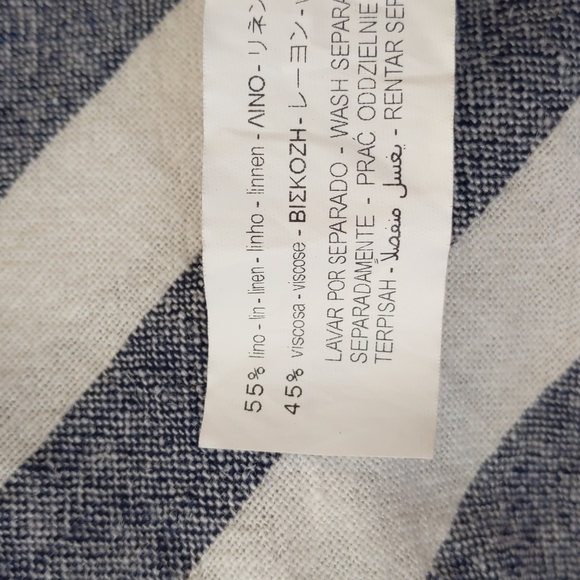 55% lino - lin - linen - linho - linnen - ΛΙΝΟ - リネン
45% viscosa - viscose - ΒΙΣΚΟΖΗ - レーヨン -
LAVAR POR SEPARADO - WASH SEPARA
SEPARADAMENTE - PRAĆ ODDZIELNIE
TERPISAH - يغسل منفصلاً - RENTAR SER